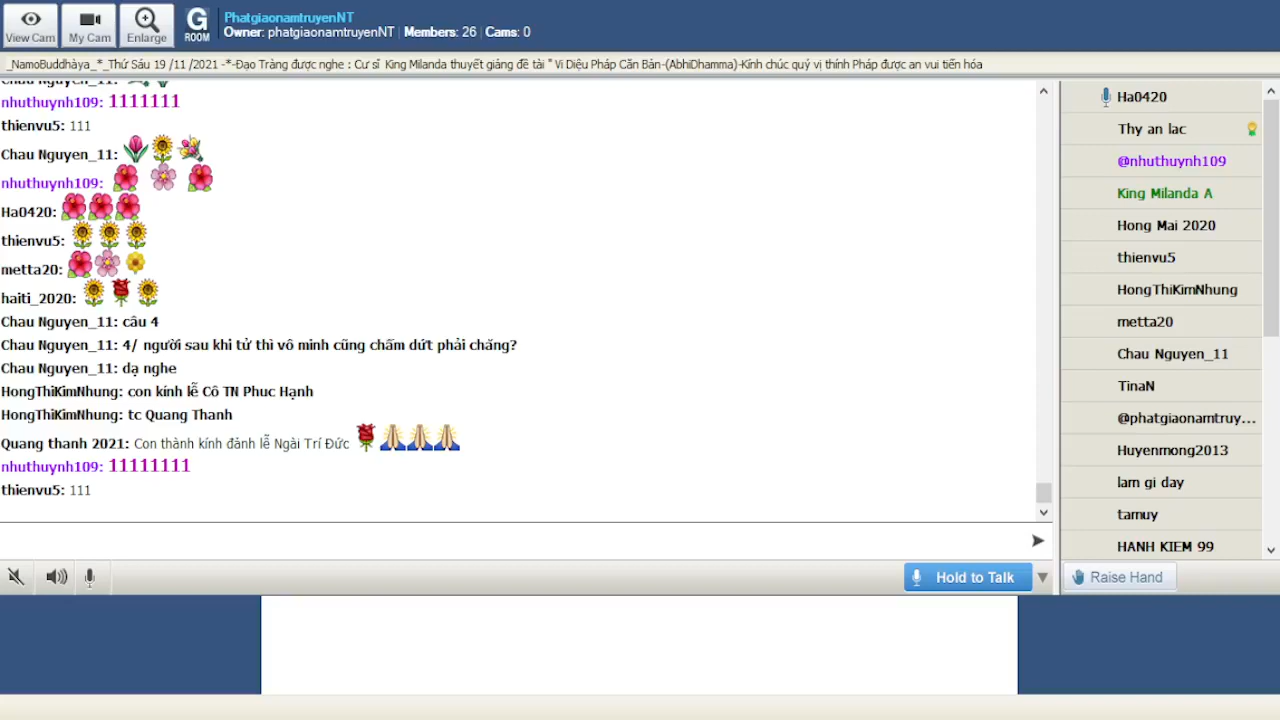 View Cam
My Cam
Enlarge
G ROOM
PhatgiaonamtruyenNT
Owner: phatgiaonamtruyenNT | Members: 26 | Cams: 0
_NamoBuddhàya_*_Thứ Sáu 19 /11 /2021 -*-Đạo Tràng được nghe : Cư sĩ King Milanda thuyết giảng đề tài " Vi Diệu Pháp Căn Bản-(AbhiDhamma)-Kính chúc quý vị thính Pháp được an vui tiến hóa
Chau Nguyen_11:
nhuthuynh109: 1111111
thienvu5: 111
Chau Nguyen_11:
nhuthuynh109:
Ha0420:
thienvu5:
metta20:
haiti_2020:
Chau Nguyen_11: câu 4
Chau Nguyen_11: 4/ người sau khi tử thì vô minh cũng chấm dứt phải chăng?
Chau Nguyen_11: dạ nghe
HongThiKimNhung: con kính lễ Cô TN Phuc Hạnh
HongThiKimNhung: tc Quang Thanh
Quang thanh 2021: Con thành kính đảnh lễ Ngài Trí Đức
nhuthuynh109: 11111111
thienvu5: 111
Hold to Talk
Ha0420
Thy an lac
@nhuthuynh109
King Milanda A
Hong Mai 2020
thienvu5
HongThiKimNhung
metta20
Chau Nguyen_11
TinaN
@phatgiaonamtruy...
Huyenmong2013
lam gi day
tamuy
HANH KIEM 99
Raise Hand